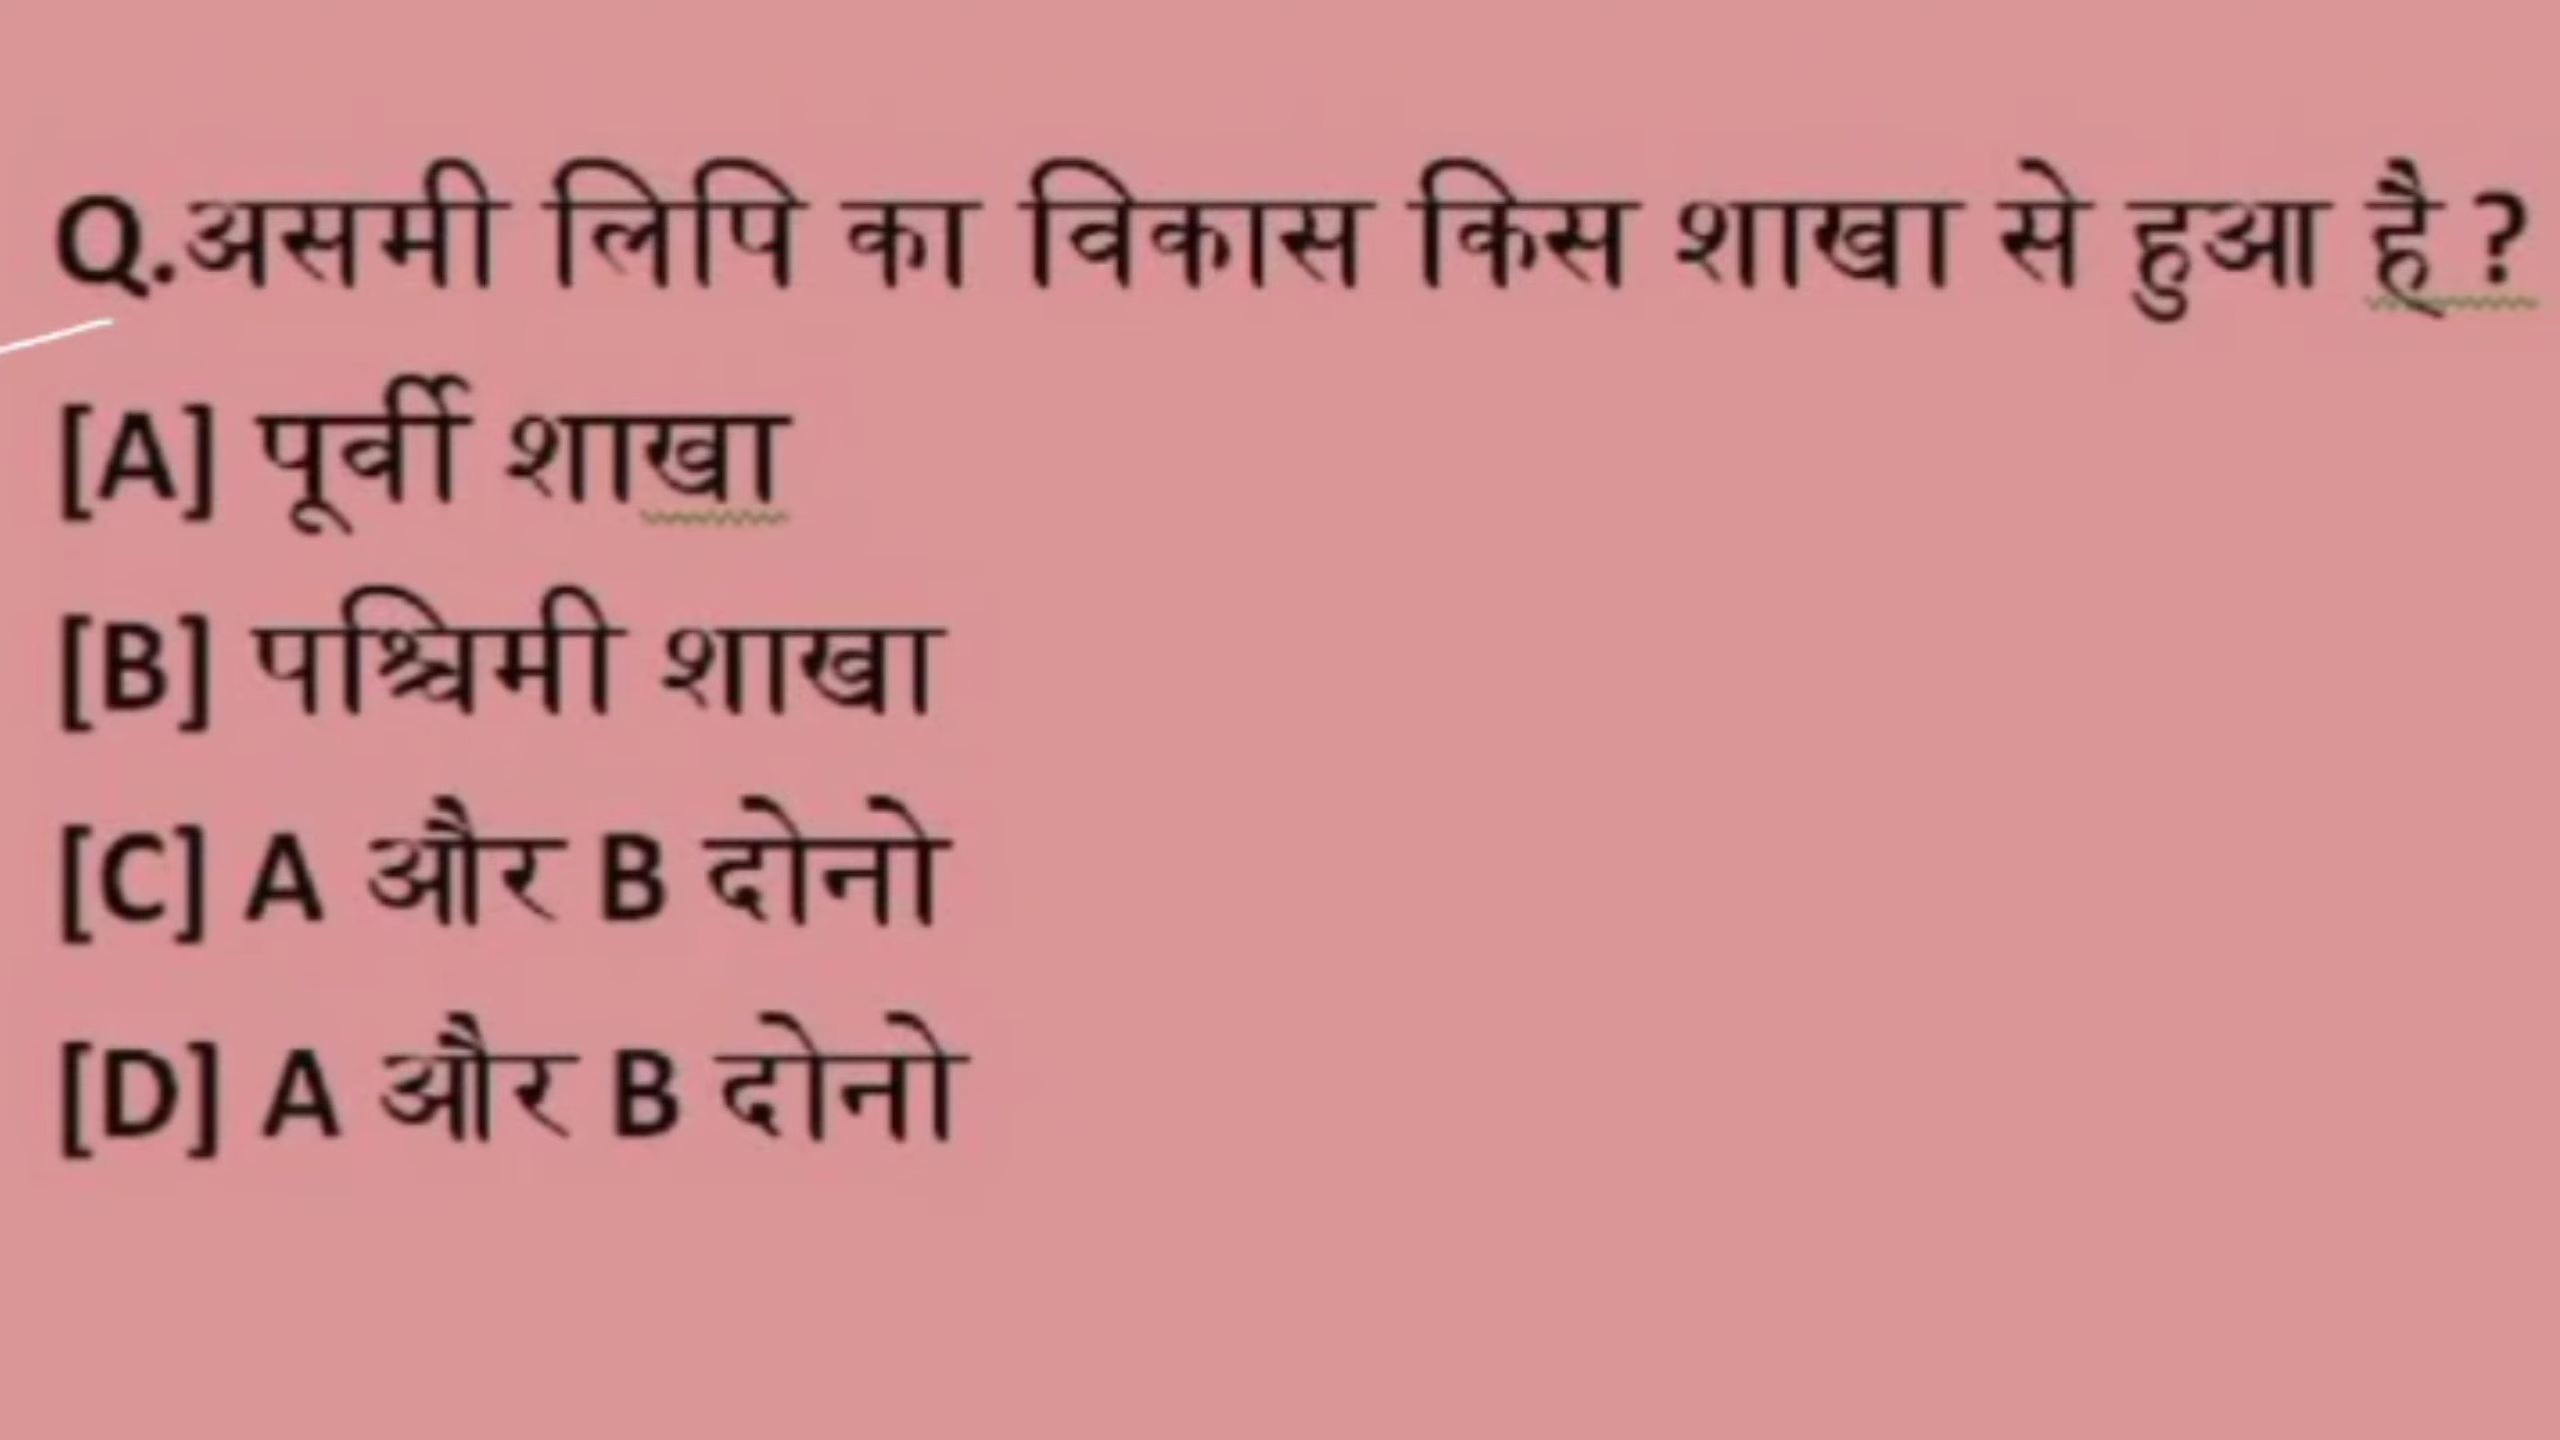 Q.असमी लिपि का विकास किस शाखा से हुआ है ?
[A] पूर्वी शाखा
[B] पश्चिमी शाखा
[C] A और B दोनो
[D] A और B दोनो